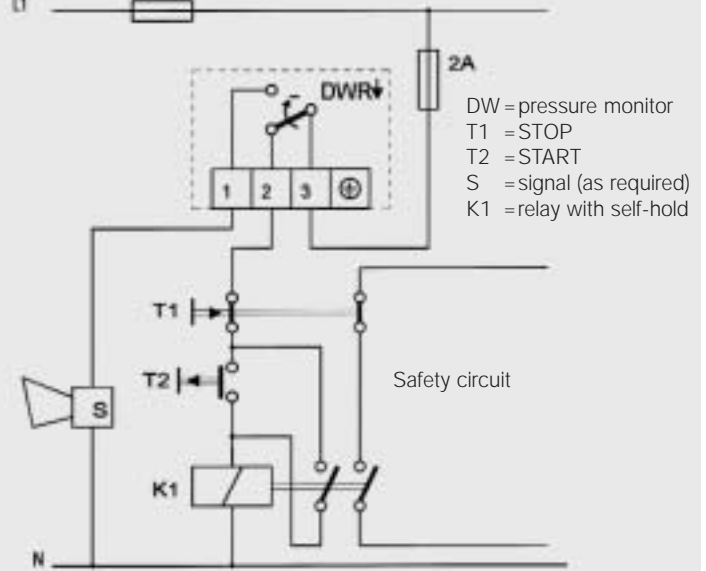 L1
2A
DWR↓
DW = pressure monitor
T1 = STOP
T2 = START
S = signal (as required)
K1 = relay with self-hold
1 2 3
T1
T2
Safety circuit
S
K1
N